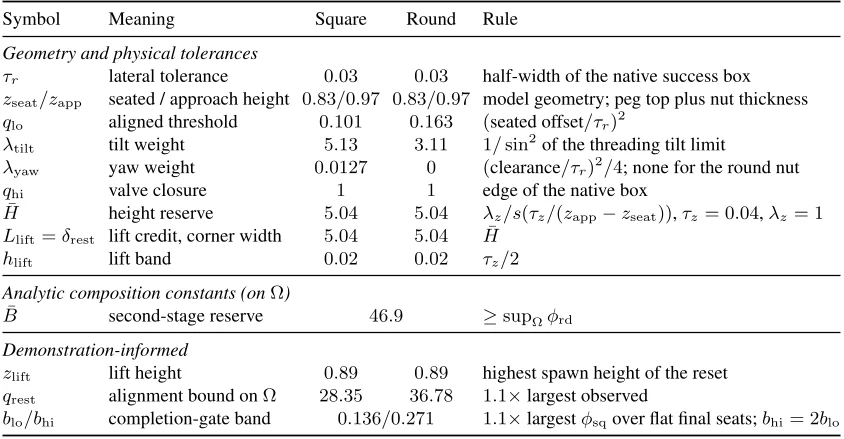 Symbol Meaning Square Round Rule
Geometry and physical tolerances
τ_r lateral tolerance 0.03 0.03 half-width of the native success box
z_seat/z_app seated / approach height 0.83/0.97 0.83/0.97 model geometry; peg top plus nut thickness
q_lo aligned threshold 0.101 0.163 (seated offset/τ_r)²
λ_tilt tilt weight 5.13 3.11 1/ sin² of the threading tilt limit
λ_yaw yaw weight 0.0127 0 (clearance/τ_r)²/4; none for the round nut
q_hi valve closure 1 1 edge of the native box
H̄ height reserve 5.04 5.04 λ_z/s(τ_z/(z_app − z_seat)), τ_z = 0.04, λ_z = 1
L_lift = δ_rest lift credit, corner width 5.04 5.04 H̄
h_lift lift band 0.02 0.02 τ_z/2
Analytic composition constants (on Ω)
B̄ second-stage reserve 46.9 ≥ sup_Ω ϕ_rd
Demonstration-informed
z_lift lift height 0.89 0.89 highest spawn height of the reset
q_rest alignment bound on Ω 28.35 36.78 1.1× largest observed
b_lo/b_hi completion-gate band 0.136/0.271 1.1× largest ϕ_sq over flat final seats; b_hi = 2b_lo